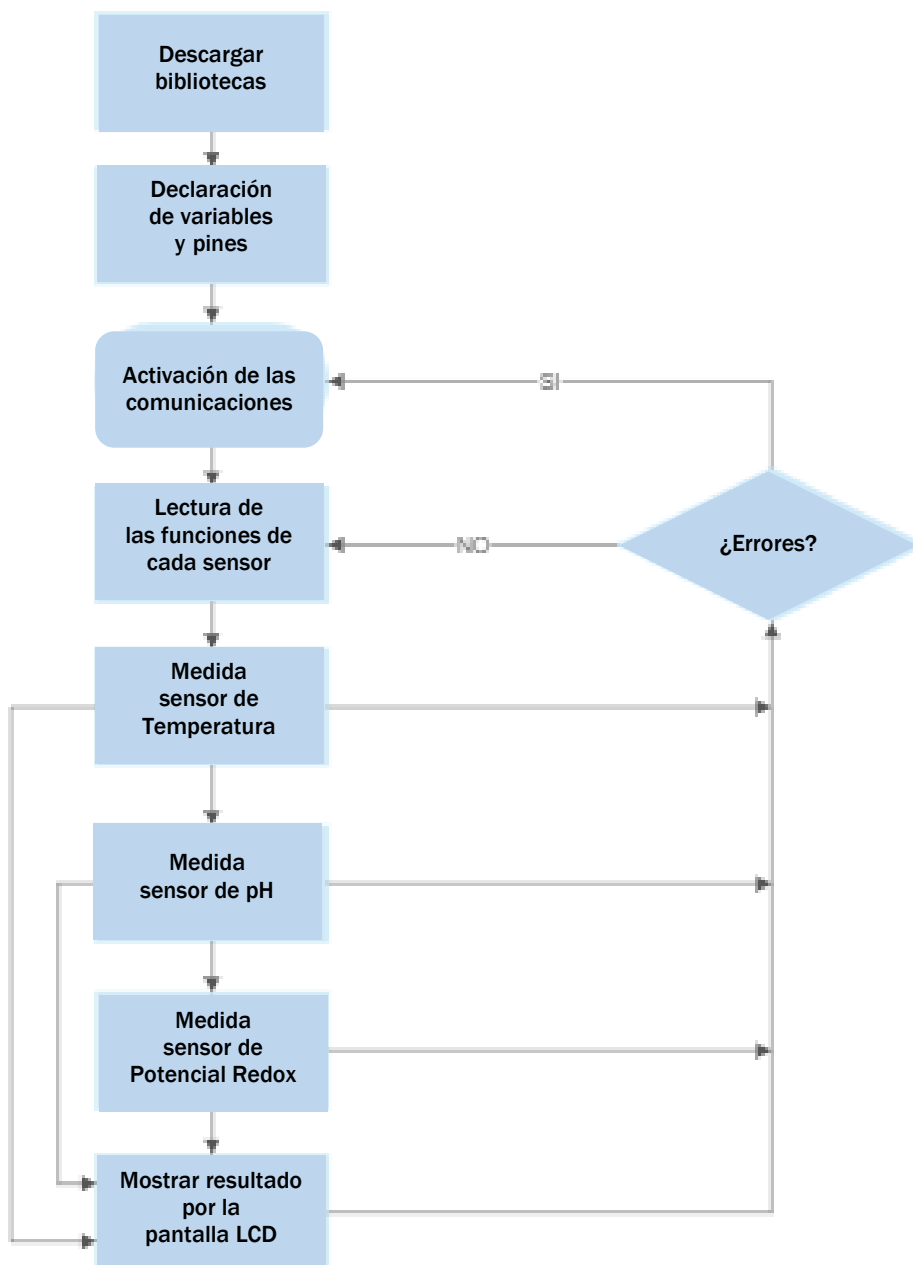 Descargar
bibliotecas
Declaración
de variables
y pines
Activación de las
comunicaciones
SI
Lectura de
las funciones de
cada sensor
NO
¿Errores?
Medida
sensor de
Temperatura
Medida
sensor de pH
Medida
sensor de
Potencial Redox
Mostrar resultado
por la
pantalla LCD